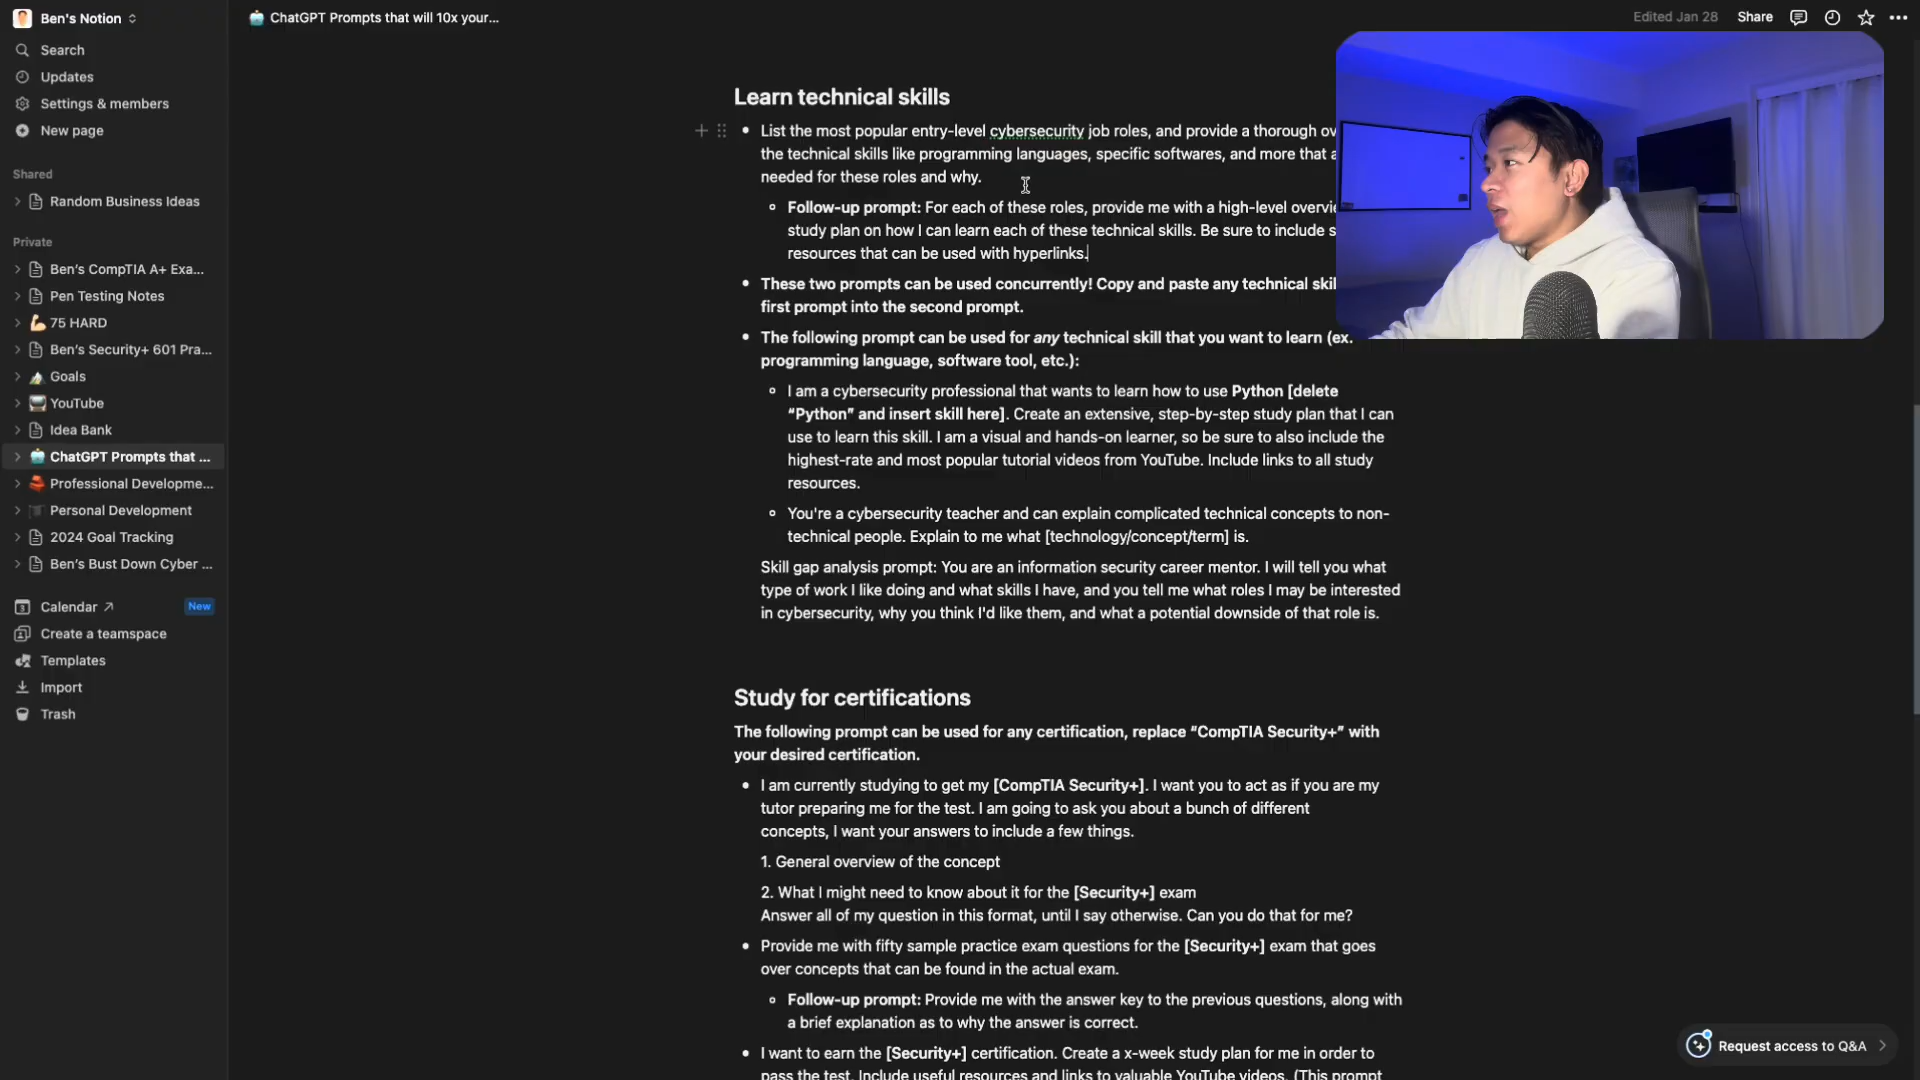 Ben's Notion
Search
Updates
Settings & members
New page
Shared
Random Business Ideas
Private
Ben's CompTIA A+ Exa...
Pen Testing Notes
75 HARD
Ben's Security+ 601 Pra...
Goals
YouTube
Idea Bank
ChatGPT Prompts that ...
Professional Developme...
Personal Development
2024 Goal Tracking
Ben's Bust Down Cyber ...
Calendar ↗ New
Create a teamspace
Templates
Import
Trash
ChatGPT Prompts that will 10x your...
Edited Jan 28 Share
Learn technical skills
• List the most popular entry-level cybersecurity job roles, and provide a thorough
the technical skills like programming languages, specific softwares, and more that
needed for these roles and why.
◦ Follow-up prompt: For each of these roles, provide me with a high-level
study plan on how I can learn each of these technical skills. Be sure to include
resources that can be used with hyperlinks.
• These two prompts can be used concurrently! Copy and paste any technical
first prompt into the second prompt.
• The following prompt can be used for any technical skill that you want to learn (ex.
programming language, software tool, etc.):
◦ I am a cybersecurity professional that wants to learn how to use Python [delete
“Python” and insert skill here]. Create an extensive, step-by-step study plan that I can
use to learn this skill. I am a visual and hands-on learner, so be sure to also include the
highest-rate and most popular tutorial videos from YouTube. Include links to all study
resources.
◦ You're a cybersecurity teacher and can explain complicated technical concepts to non-
technical people. Explain to me what [technology/concept/term] is.
Skill gap analysis prompt: You are an information security career mentor. I will tell you what
type of work I like doing and what skills I have, and you tell me what roles I may be interested
in cybersecurity, why you think I'd like them, and what a potential downside of that role is.
Study for certifications
The following prompt can be used for any certification, replace “CompTIA Security+” with
your desired certification.
• I am currently studying to get my [CompTIA Security+]. I want you to act as if you are my
tutor preparing me for the test. I am going to ask you about a bunch of different
concepts, I want your answers to include a few things.
1. General overview of the concept
2. What I might need to know about it for the [Security+] exam
Answer all of my question in this format, until I say otherwise. Can you do that for me?
• Provide me with fifty sample practice exam questions for the [Security+] exam that goes
over concepts that can be found in the actual exam.
◦ Follow-up prompt: Provide me with the answer key to the previous questions, along with
a brief explanation as to why the answer is correct.
• I want to earn the [Security+] certification. Create a x-week study plan for me in order to
pass the test. Include useful resources and links to valuable YouTube videos. (This prompt
Request access to Q&A